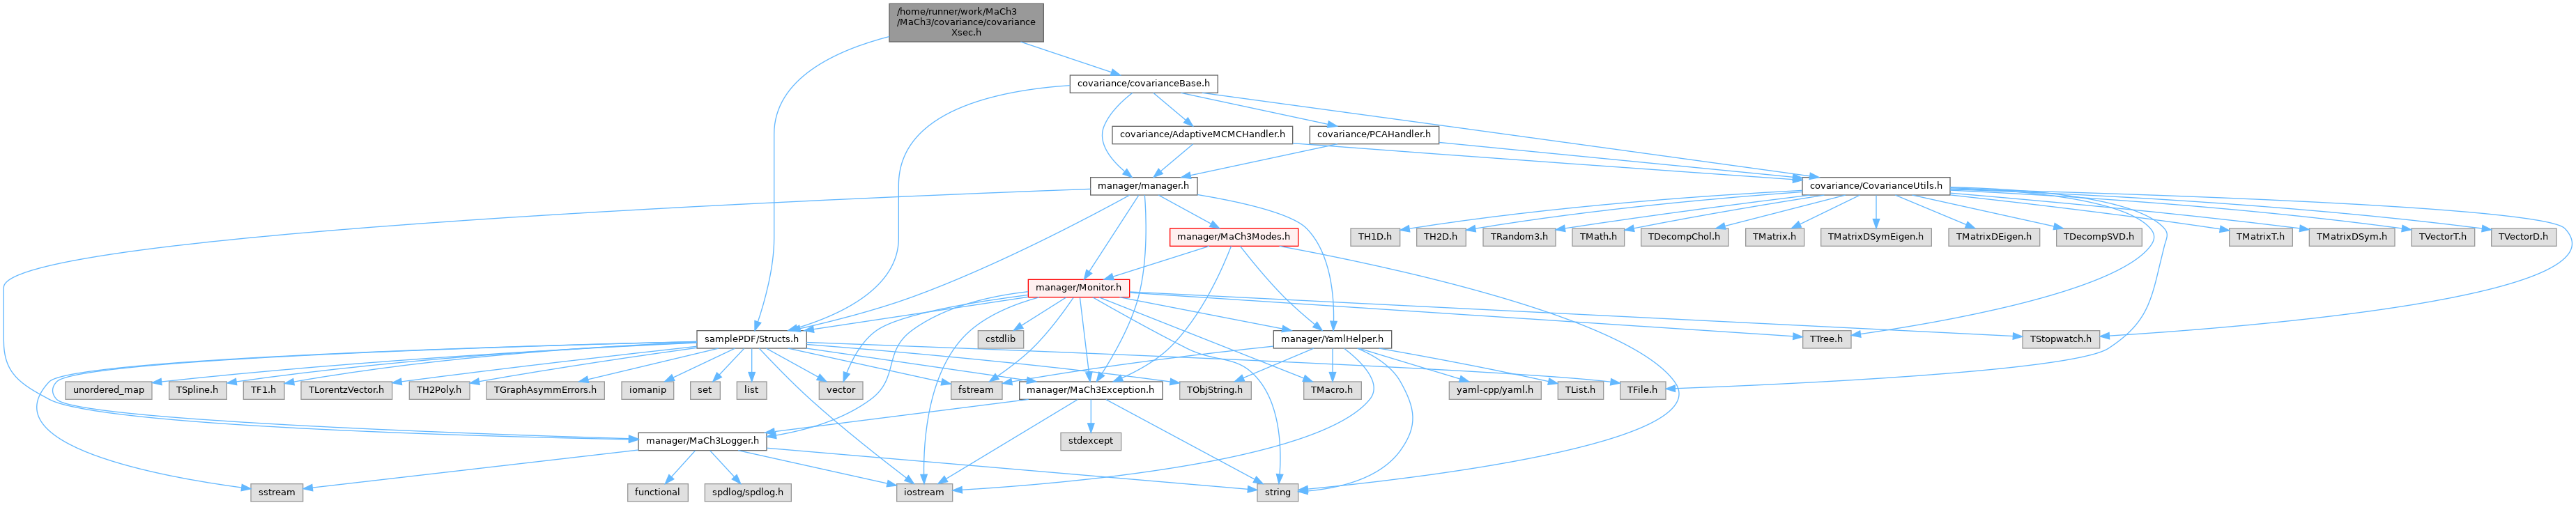 /home/runner/work/MaCh3
/MaCh3/covariance/covariance
Xsec.h
covariance/covarianceBase.h
covariance/AdaptiveMCMCHandler.h
covariance/PCAHandler.h
manager/manager.h
covariance/CovarianceUtils.h
manager/MaCh3Modes.h
TH1D.h
TH2D.h
TRandom3.h
TMath.h
TDecompChol.h
TMatrix.h
TMatrixDSymEigen.h
TMatrixDEigen.h
TDecompSVD.h
TMatrixT.h
TMatrixDSym.h
TVectorT.h
TVectorD.h
manager/Monitor.h
samplePDF/Structs.h
cstdlib
manager/YamlHelper.h
TTree.h
TStopwatch.h
unordered_map
TSpline.h
TF1.h
TLorentzVector.h
TH2Poly.h
TGraphAsymmErrors.h
iomanip
set
list
vector
fstream
manager/MaCh3Exception.h
TObjString.h
TMacro.h
yaml-cpp/yaml.h
TList.h
TFile.h
manager/MaCh3Logger.h
stdexcept
sstream
functional
spdlog/spdlog.h
iostream
string